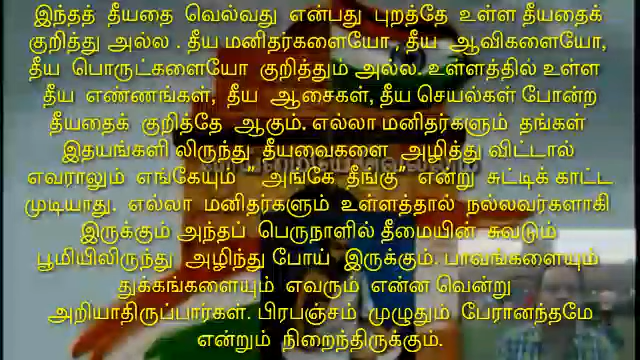 இந்தத் தீயதை வெல்வது என்பது புறத்தே உள்ள தீயதைக்
குறித்து அல்ல . தீய மனிதர்களையோ , தீய ஆவிகளையோ,
தீய பொருட்களையோ குறித்தும் அல்ல. உள்ளத்தில் உள்ள
தீய எண்ணங்கள், தீய ஆசைகள், தீய செயல்கள் போன்ற
தீயதைக் குறித்தே ஆகும். எல்லா மனிதர்களும் தங்கள்
இதயங்களி லிருந்து தீயவைகளை அழித்து விட்டால்
எவராலும் எங்கேயும் " அங்கே தீங்கு" என்று சுட்டிக் காட்ட
முடியாது. எல்லா மனிதர்களும் உள்ளத்தால் நல்லவர்களாகி
இருக்கும் அந்தப் பெருநாளில் தீமையின் சுவடும்
பூமியிலிருந்து அழிந்து போய் இருக்கும். பாவங்களையும்
துக்கங்களையும் எவரும் என்ன வென்று
அறியாதிருப்பார்கள். பிரபஞ்சம் முழுதும் பேரானந்தமே
என்றும் நிறைந்திருக்கும்.